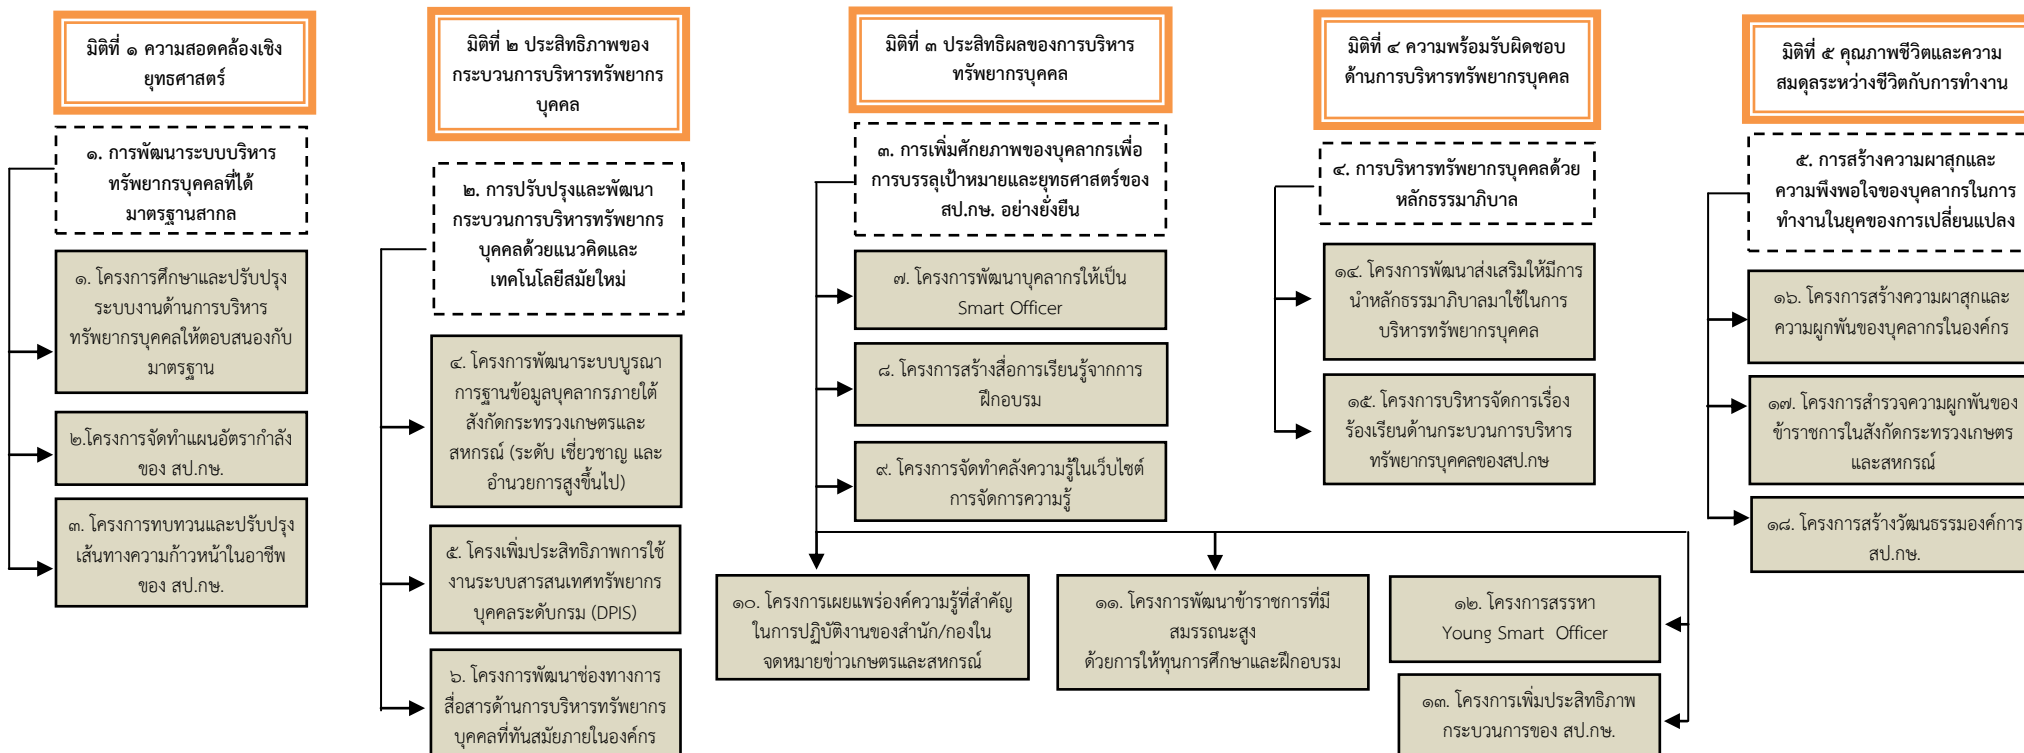 มิติที่ ๑ ความสอดคล้องเชิง
ยุทธศาสตร์
๑. การพัฒนาระบบบริหาร
ทรัพยากรบุคคลที่ได้
มาตรฐานสากล
๑. โครงการศึกษาและปรับปรุง
ระบบงานด้านการบริหาร
ทรัพยากรบุคคลให้ตอบสนองกับ
มาตรฐาน
๒.โครงการจัดทำแผนอัตรากำลัง
ของ สป.กษ.
๓. โครงการทบทวนและปรับปรุง
เส้นทางความก้าวหน้าในอาชีพ
ของ สป.กษ.
มิติที่ ๒ ประสิทธิภาพของ
กระบวนการบริหารทรัพยากร
บุคคล
๒. การปรับปรุงและพัฒนา
กระบวนการบริหารทรัพยากร
บุคคลด้วยแนวคิดและ
เทคโนโลยีสมัยใหม่
๔. โครงการพัฒนาระบบบูรณา
การฐานข้อมูลบุคลากรภายใต้
สังกัดกระทรวงเกษตรและ
สหกรณ์ (ระดับ เชี่ยวชาญ และ
อำนวยการสูงขึ้นไป)
๕. โครงเพิ่มประสิทธิภาพการใช้
งานระบบสารสนเทศทรัพยากร
บุคคลระดับกรม (DPIS)
๖. โครงการพัฒนาช่องทางการ
สื่อสารด้านการบริหารทรัพยากร
บุคคลที่ทันสมัยภายในองค์กร
มิติที่ ๓ ประสิทธิผลของการบริหาร
ทรัพยากรบุคคล
๓. การเพิ่มศักยภาพของบุคลากรเพื่อ
การบรรลุเป้าหมายและยุทธศาสตร์ของ
สป.กษ. อย่างยั่งยืน
๗. โครงการพัฒนาบุคลากรให้เป็น
Smart Officer
๘. โครงการสร้างสื่อการเรียนรู้จากการ
ฝึกอบรม
๙. โครงการจัดทำคลังความรู้ในเว็บไซต์
การจัดการความรู้
๑๐. โครงการเผยแพร่องค์ความรู้ที่สำคัญ
ในการปฏิบัติงานของสำนัก/กองใน
จดหมายข่าวเกษตรและสหกรณ์
๑๑. โครงการพัฒนาข้าราชการที่มี
สมรรถนะสูง
ด้วยการให้ทุนการศึกษาและฝึกอบรม
๑๒. โครงการสรรหา
Young Smart Officer
๑๓. โครงการเพิ่มประสิทธิภาพ
กระบวนการของ สป.กษ.
มิติที่ ๔ ความพร้อมรับผิดชอบ
ด้านการบริหารทรัพยากรบุคคล
๔. การบริหารทรัพยากรบุคคลด้วย
หลักธรรมาภิบาล
๑๔. โครงการพัฒนาส่งเสริมให้มีการ
นำหลักธรรมาภิบาลมาใช้ในการ
บริหารทรัพยากรบุคคล
๑๕. โครงการบริหารจัดการเรื่อง
ร้องเรียนด้านกระบวนการบริหาร
ทรัพยากรบุคคลของสป.กษ
มิติที่ ๕ คุณภาพชีวิตและความ
สมดุลระหว่างชีวิตกับการทำงาน
๕. การสร้างความผาสุกและ
ความพึงพอใจของบุคลากรในการ
ทำงานในยุคของการเปลี่ยนแปลง
๑๖. โครงการสร้างความผาสุกและ
ความผูกพันของบุคลากรในองค์กร
๑๗. โครงการสำรวจความผูกพันของ
ข้าราชการในสังกัดกระทรวงเกษตร
และสหกรณ์
๑๘. โครงการสร้างวัฒนธรรมองค์การ
สป.กษ.